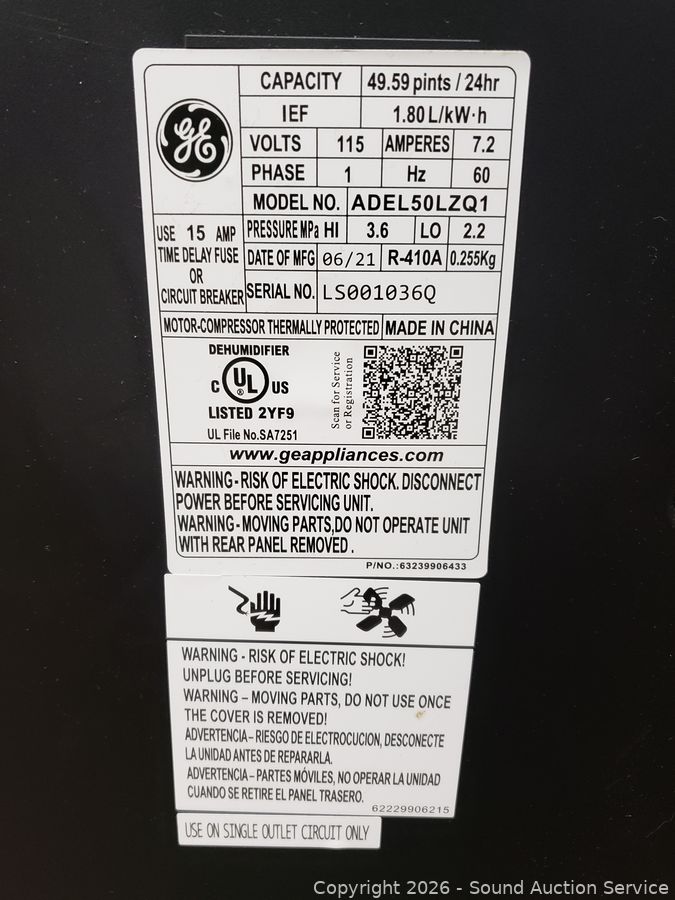 GE
CAPACITY 49.59 pints / 24hr
IEF 1.80 L/kW·h
VOLTS 115 AMPERES 7.2
PHASE 1 Hz 60
MODEL NO. ADEL50LZQ1
USE 15 AMP
TIME DELAY FUSE
OR
CIRCUIT BREAKER
PRESSURE MPa HI 3.6 LO 2.2
DATE OF MFG 06/21 R-410A 0.255Kg
SERIAL NO. LS001036Q
MOTOR-COMPRESSOR THERMALLY PROTECTED MADE IN CHINA
DEHUMIDIFIER
C UL US
®
LISTED 2YF9
UL File No.SA7251
Scan for Service
or Registration
www.geappliances.com
WARNING-RISK OF ELECTRIC SHOCK. DISCONNECT
POWER BEFORE SERVICING UNIT.
WARNING-MOVING PARTS,DO NOT OPERATE UNIT
WITH REAR PANEL REMOVED .
P/NO.:63239906433
WARNING - RISK OF ELECTRIC SHOCK!
UNPLUG BEFORE SERVICING!
WARNING – MOVING PARTS, DO NOT USE ONCE
THE COVER IS REMOVED!
ADVERTENCIA– RIESGO DE ELECTROCUCION, DESCONECTE
LA UNIDAD ANTES DE REPARARLA.
ADVERTENCIA – PARTES MÓVILES, NO OPERAR LA UNIDAD
CUANDO SE RETIRE EL PANEL TRASERO.
62229906215
USE ON SINGLE OUTLET CIRCUIT ONLY
Copyright 2026 - Sound Auction Service